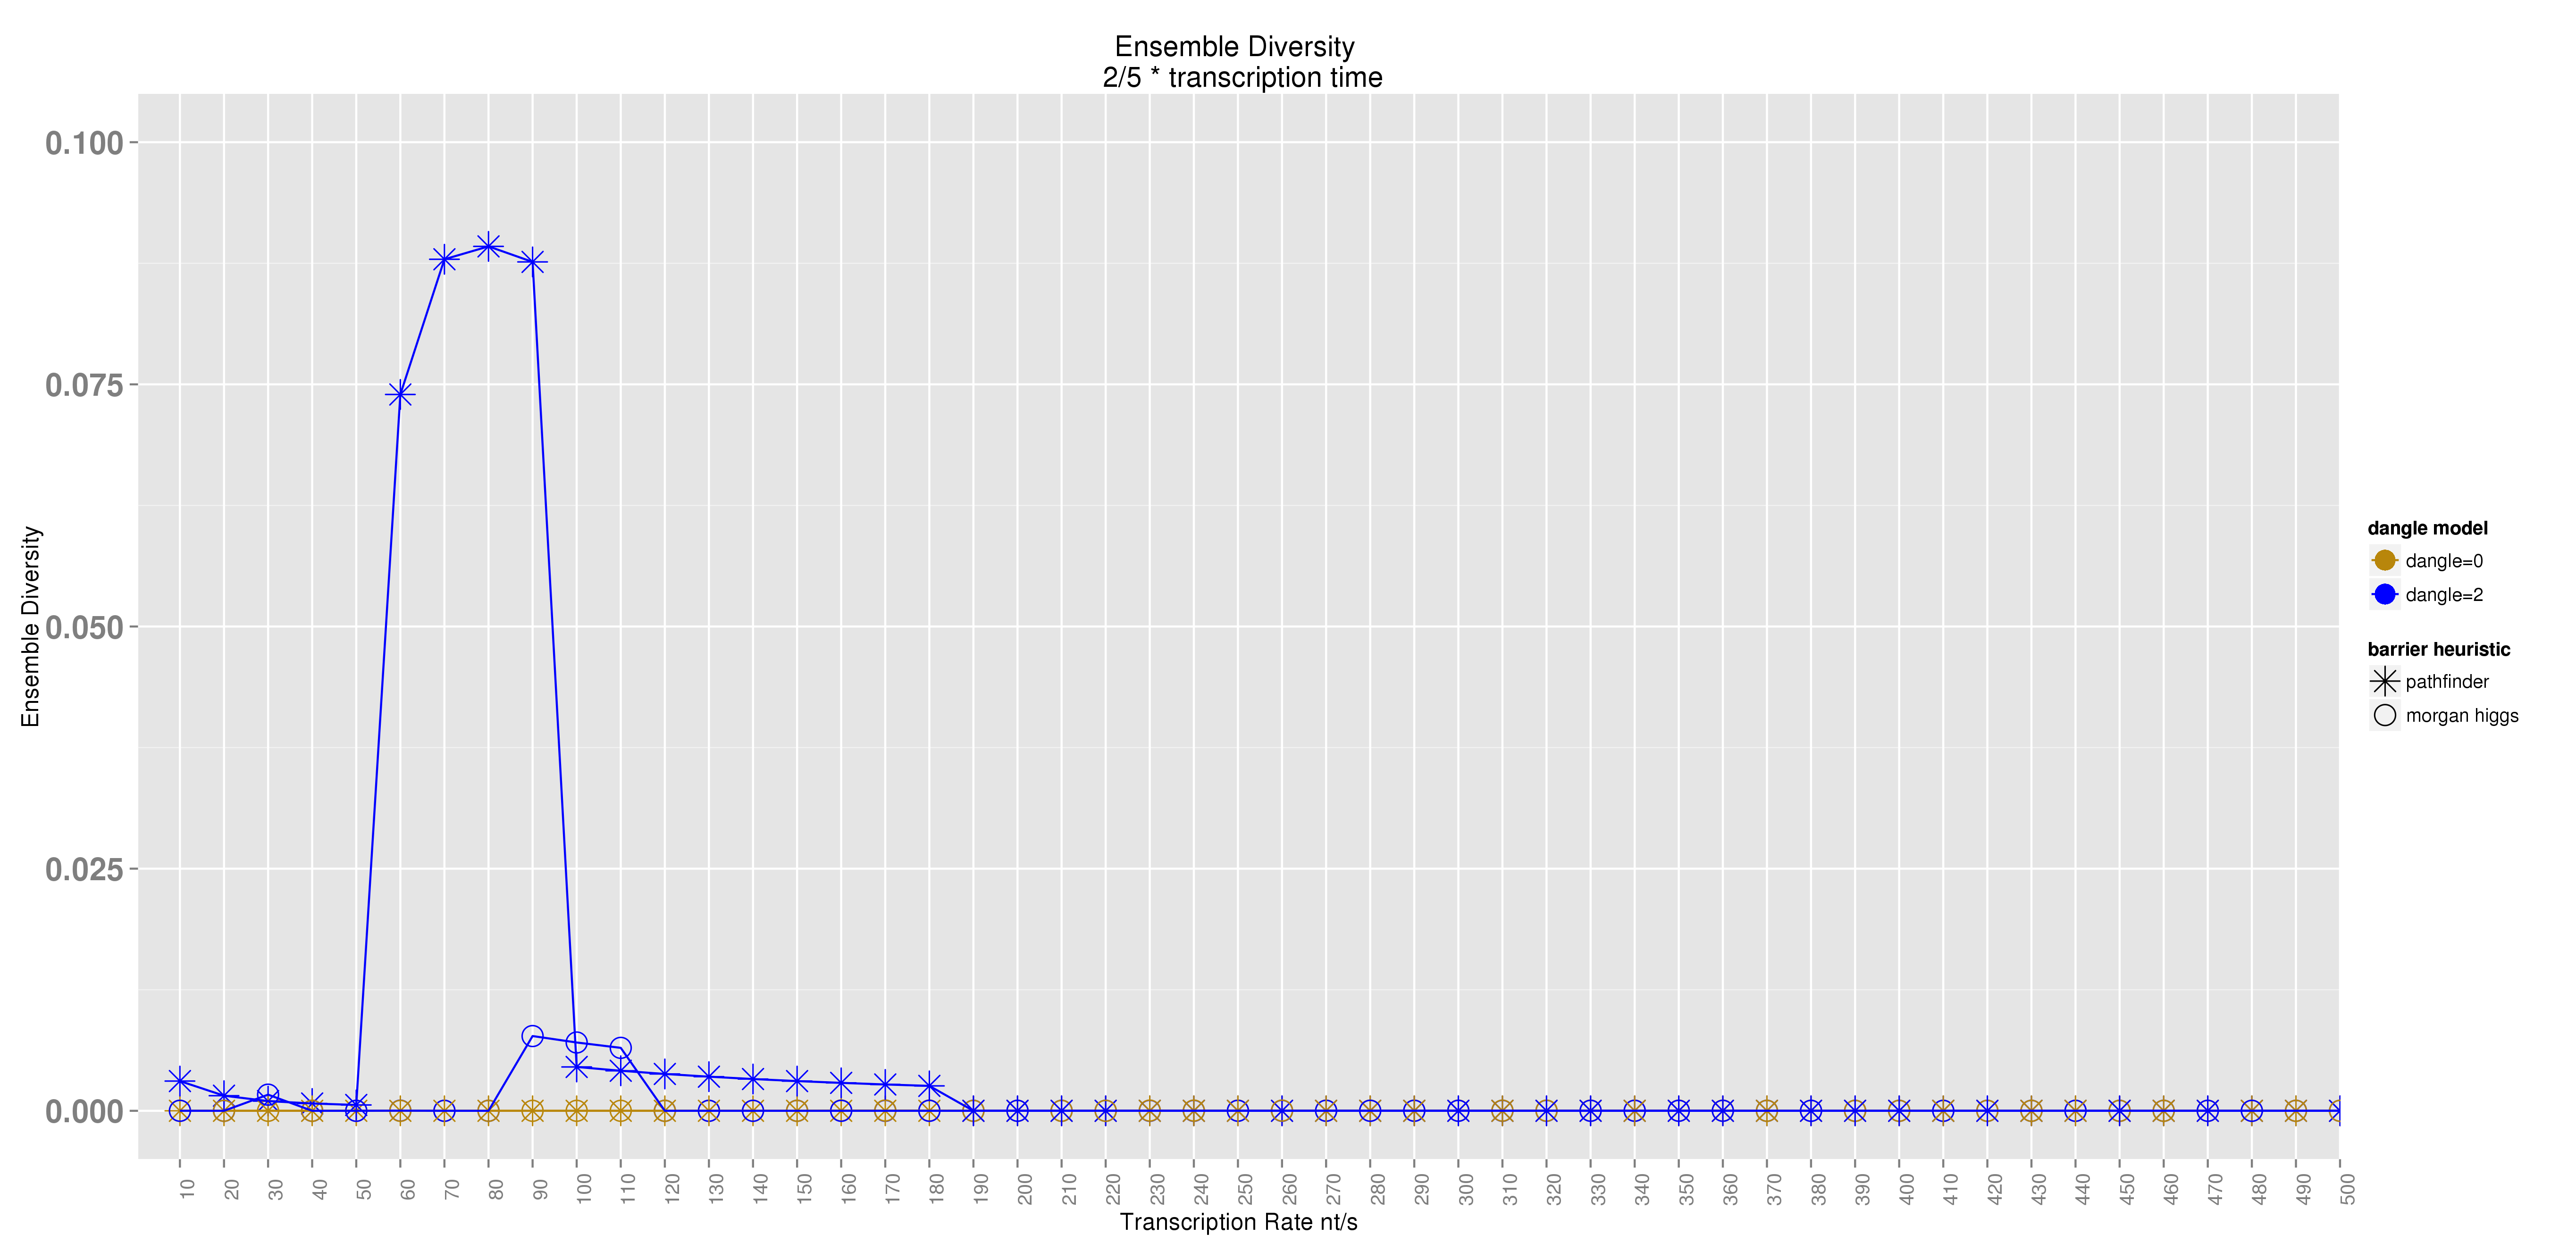 Ensemble Diversity
2/5 * transcription time
Ensemble Diversity
0.100
0.075
0.050
0.025
0.000
10 20 30 40 50 60 70 80 90 100 110 120 130 140 150 160 170 180 190 200 210 220 230 240 250 260 270 280 290 300 310 320 330 340 350 360 370 380 390 400 410 420 430 440 450 460 470 480 490 500
Transcription Rate nt/s
dangle model
dangle=0
dangle=2
barrier heuristic
pathfinder
morgan higgs